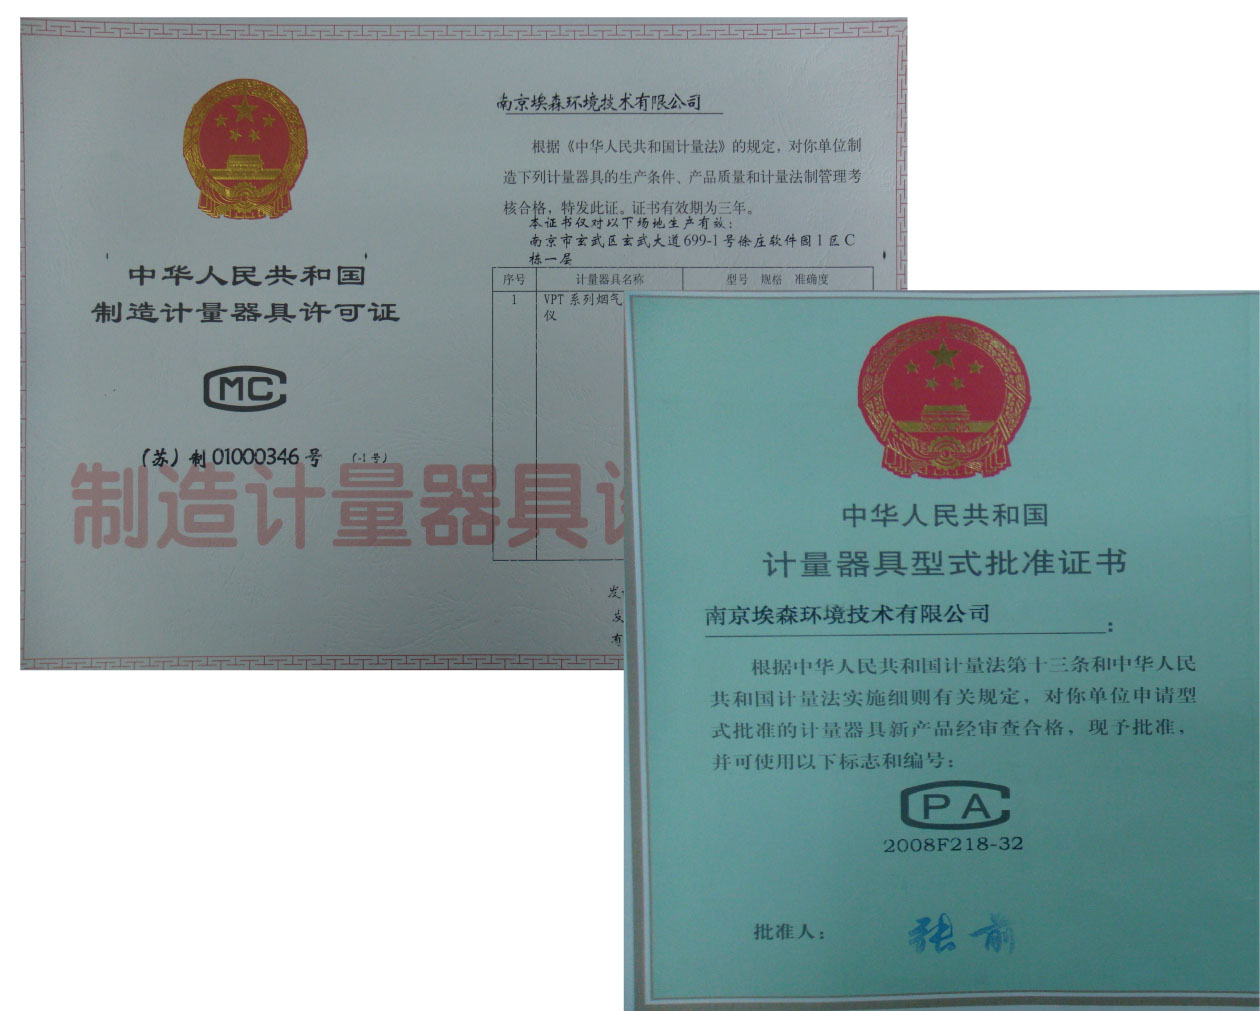 中华人民共和国
制造计量器具许可证
MC
(苏)制01000346号 (-1号)
制造计量器具
南京埃森环境技术有限公司
根据《中华人民共和国计量法》的规定，对你单位制
造下列计量器具的生产条件、产品质量和计量法制管理考
核合格，特发此证。证书有效期为三年。
本证书仅对以下场地生产有效：
南京市玄武区玄武大道699-1号徐庄软件园1区C
栋一层
序号 计量器具名称 型号 规格 准确度
1 VPT系列烟气
仪
发
发
有
中华人民共和国
计量器具型式批准证书
南京埃森环境技术有限公司：
根据中华人民共和国计量法第十三条和中华人民
共和国计量法实施细则有关规定，对你单位申请型
式批准的计量器具新产品经审查合格，现予批准，
并可使用以下标志和编号：
CPA
2008F218-32
批准人： 张前